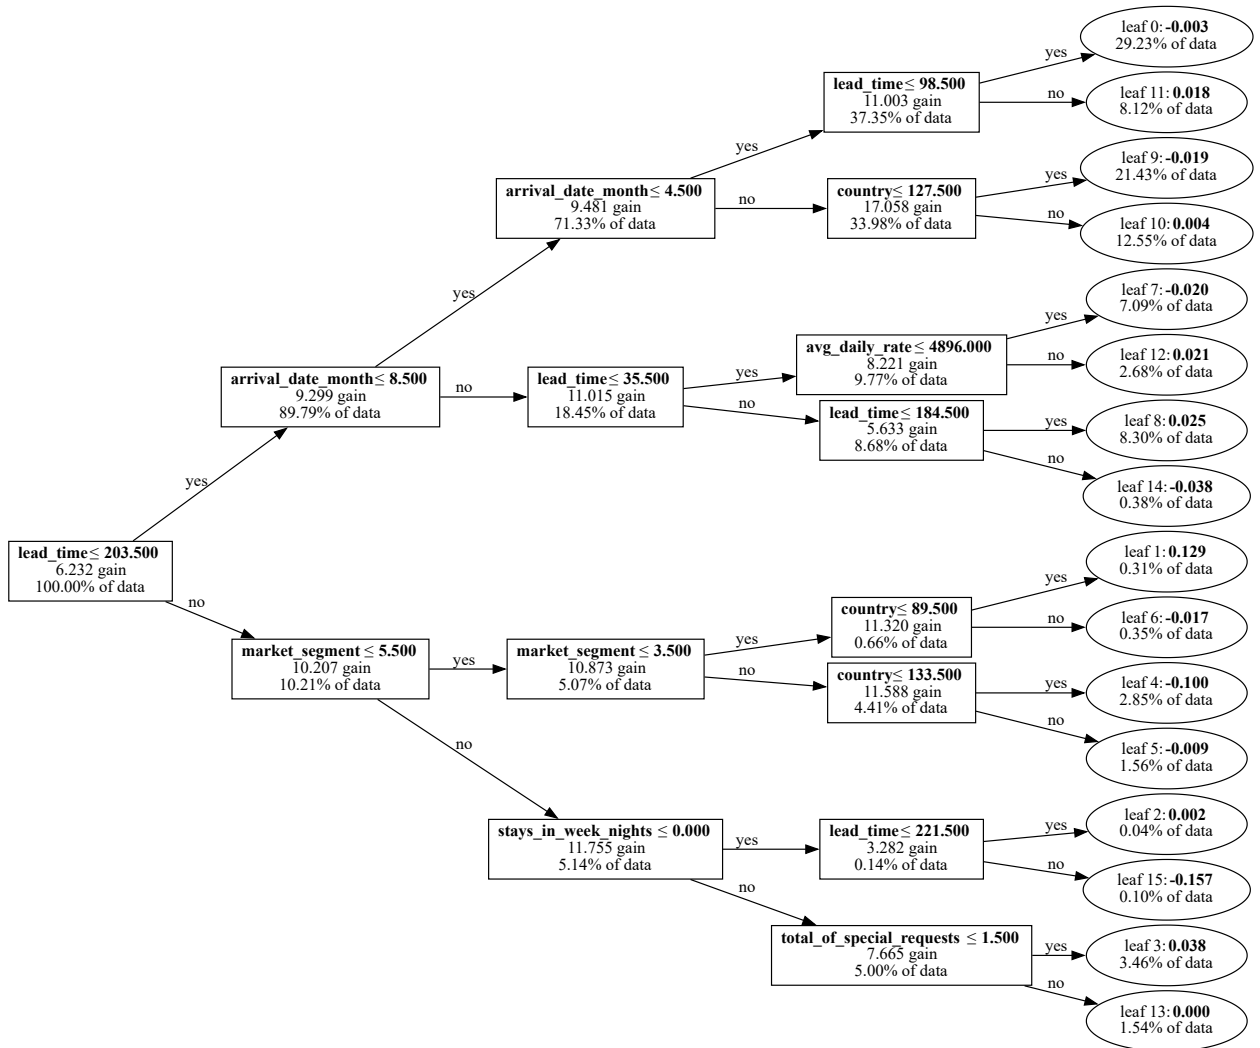 leaf 0: -0.003
29.23% of data
yes
lead_time ≤ 98.500
11.003 gain
37.35% of data
no
leaf 11: 0.018
8.12% of data
yes
leaf 9: -0.019
21.43% of data
yes
arrival_date_month ≤ 4.500
9.481 gain
71.33% of data
no
country ≤ 127.500
17.058 gain
33.98% of data
no
leaf 10: 0.004
12.55% of data
yes
leaf 7: -0.020
7.09% of data
yes
avg_daily_rate ≤ 4896.000
8.221 gain
9.77% of data
no
leaf 12: 0.021
2.68% of data
arrival_date_month ≤ 8.500
9.299 gain
89.79% of data
no
lead_time ≤ 35.500
11.015 gain
18.45% of data
yes
no
lead_time ≤ 184.500
5.633 gain
8.68% of data
yes
leaf 8: 0.025
8.30% of data
no
leaf 14: -0.038
0.38% of data
yes
lead_time ≤ 203.500
6.232 gain
100.00% of data
no
leaf 1: 0.129
0.31% of data
yes
country ≤ 89.500
11.320 gain
0.66% of data
no
leaf 6: -0.017
0.35% of data
market_segment ≤ 5.500
10.207 gain
10.21% of data
yes
market_segment ≤ 3.500
10.873 gain
5.07% of data
yes
no
country ≤ 133.500
11.588 gain
4.41% of data
yes
leaf 4: -0.100
2.85% of data
no
leaf 5: -0.009
1.56% of data
no
stays_in_week_nights ≤ 0.000
11.755 gain
5.14% of data
yes
lead_time ≤ 221.500
3.282 gain
0.14% of data
yes
leaf 2: 0.002
0.04% of data
no
leaf 15: -0.157
0.10% of data
no
total_of_special_requests ≤ 1.500
7.665 gain
5.00% of data
yes
leaf 3: 0.038
3.46% of data
no
leaf 13: 0.000
1.54% of data